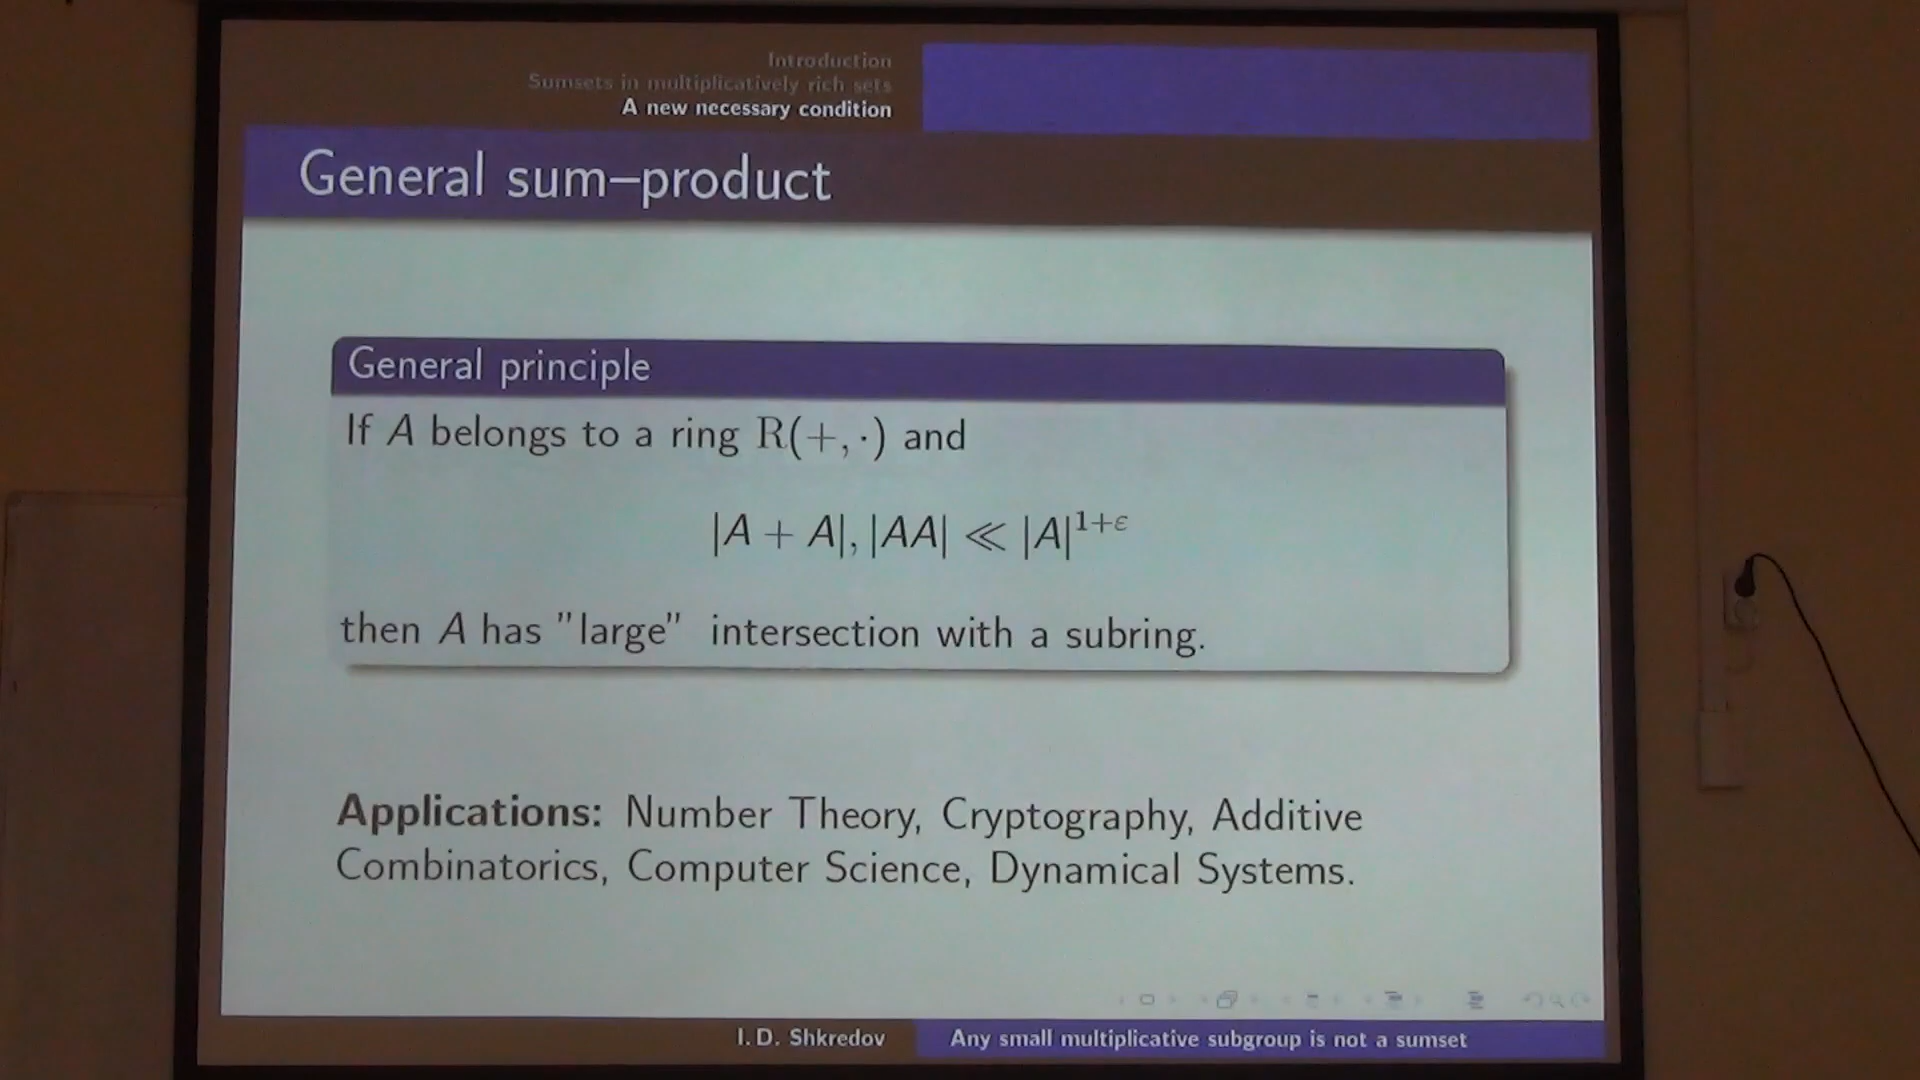 Introduction
Sumsets in multiplicatively rich sets
A new necessary condition
General sum–product
General principle
If A belongs to a ring R(+, ·) and
|A + A|, |AA| ≪ |A|^{1+ε}
then A has "large" intersection with a subring.
Applications: Number Theory, Cryptography, Additive
Combinatorics, Computer Science, Dynamical Systems.
I. D. Shkredov
Any small multiplicative subgroup is not a sumset